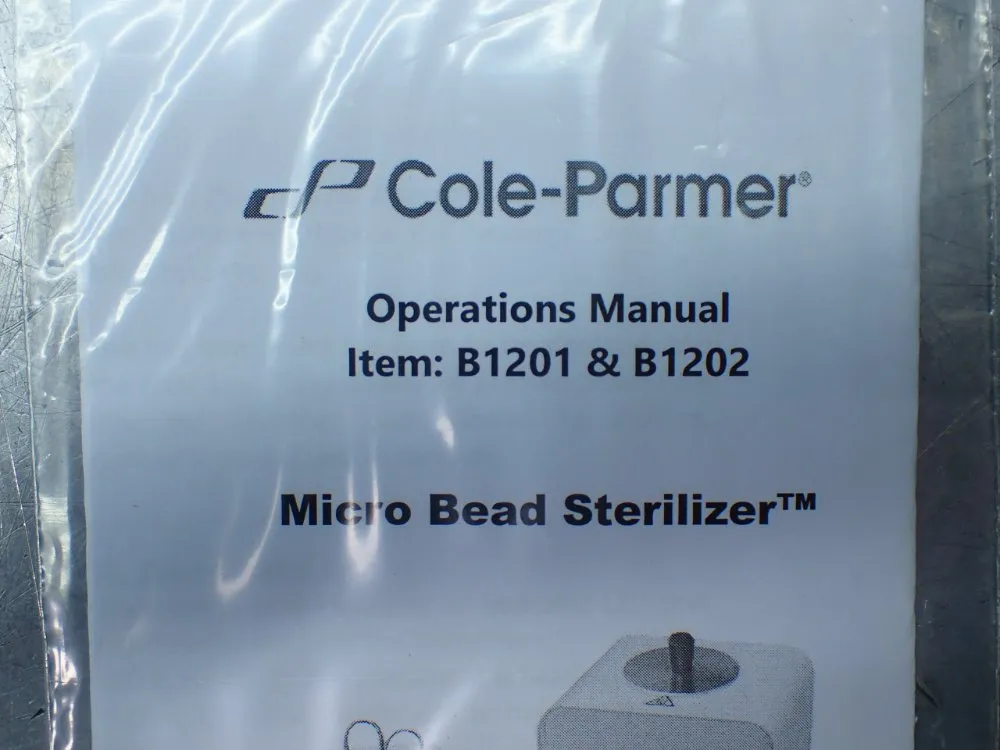 Cole-Parmer®
Operations Manual
Item: B1201 & B1202
Micro Bead Sterilizer™